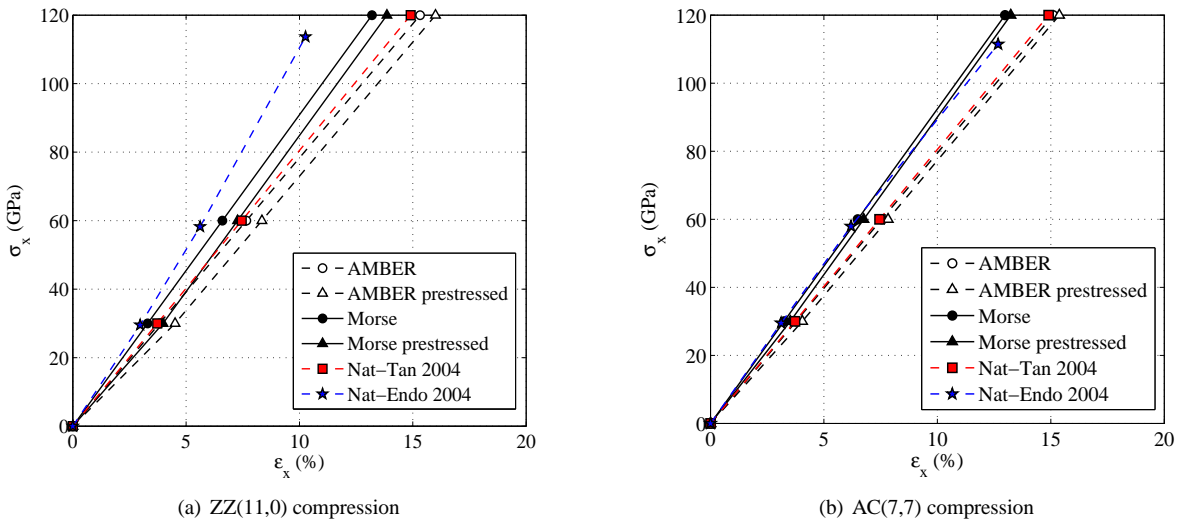 120
100
80
60
40
20
0
σx (GPa)
0 5 10 15 20
εx (%)
AMBER
AMBER prestressed
Morse
Morse prestressed
Nat−Tan 2004
Nat−Endo 2004
(a) ZZ(11,0) compression
120
100
80
60
40
20
0
σx (GPa)
0 5 10 15 20
εx (%)
AMBER
AMBER prestressed
Morse
Morse prestressed
Nat−Tan 2004
Nat−Endo 2004
(b) AC(7,7) compression